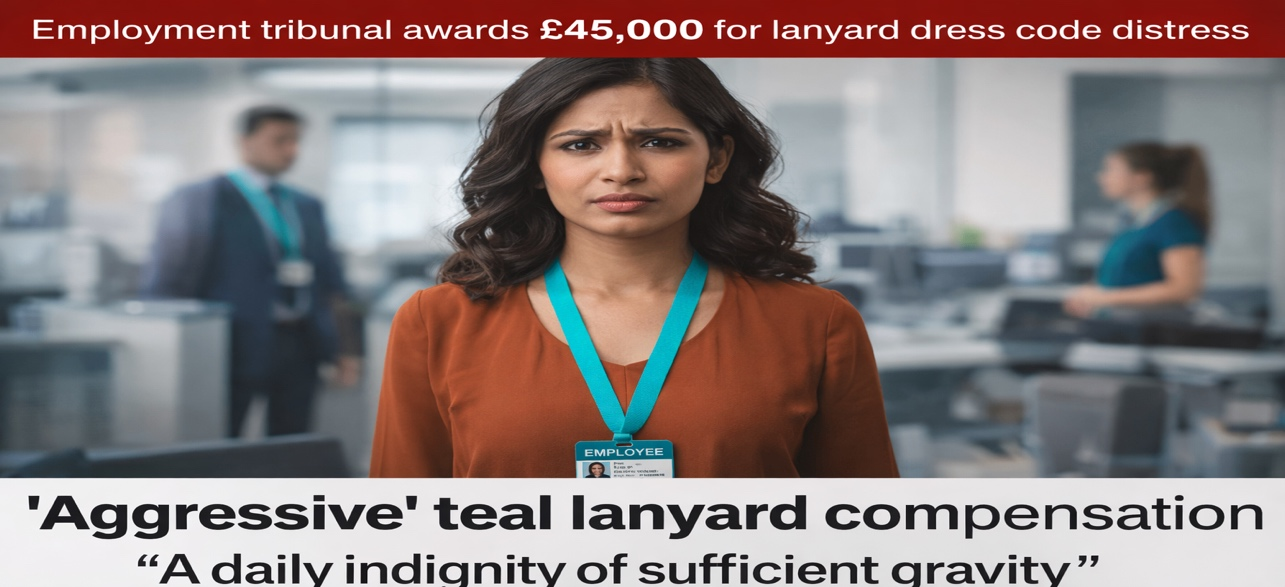 Employment tribunal awards £45,000 for lanyard dress code distress
EMPLOYEE
'Aggressive' teal lanyard compensation
“A daily indignity of sufficient gravity”